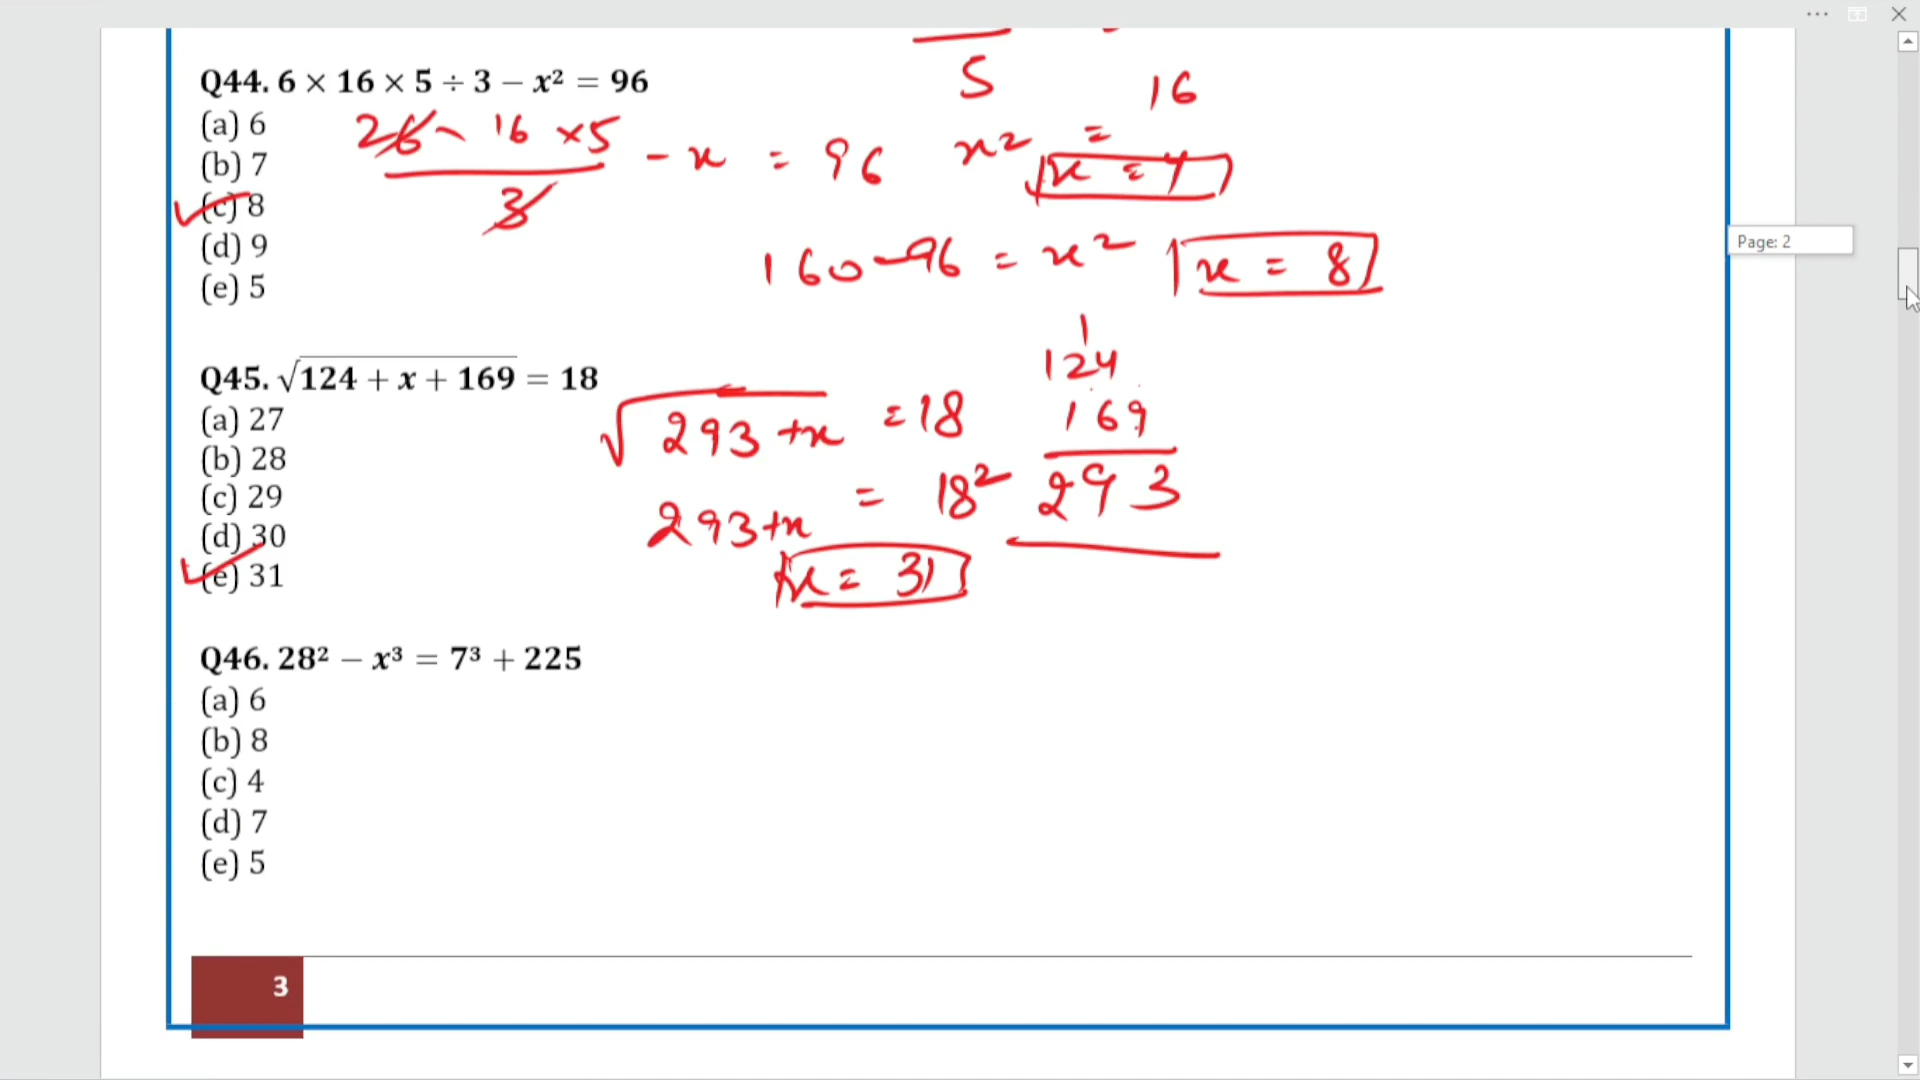 Page: 2
5
16
Q44. 6 × 16 × 5 ÷ 3 − x² = 96
(a) 6
(b) 7
(c) 8
(d) 9
(e) 5
26 16 ×5
3
- x = 96
x² =
x = 4
160-96 = x²
x = 8
Q45. √124 + x + 169 = 18
(a) 27
(b) 28
(c) 29
(d) 30
(e) 31
√293 +x = 18
293+x = 18²
x = 31
1
124
169
293
Q46. 28² − x³ = 7³ + 225
(a) 6
(b) 8
(c) 4
(d) 7
(e) 5
3